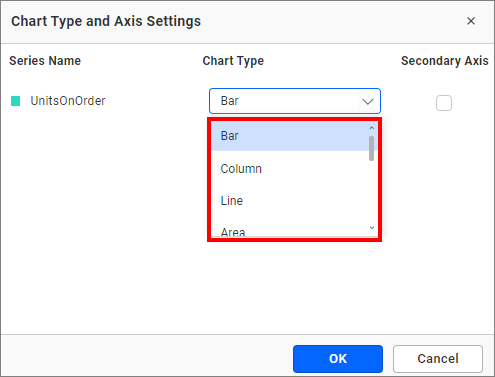 Chart Type and Axis Settings
Series Name Chart Type Secondary Axis
UnitsOnOrder Bar
Bar
Column
Line
Area
OK Cancel